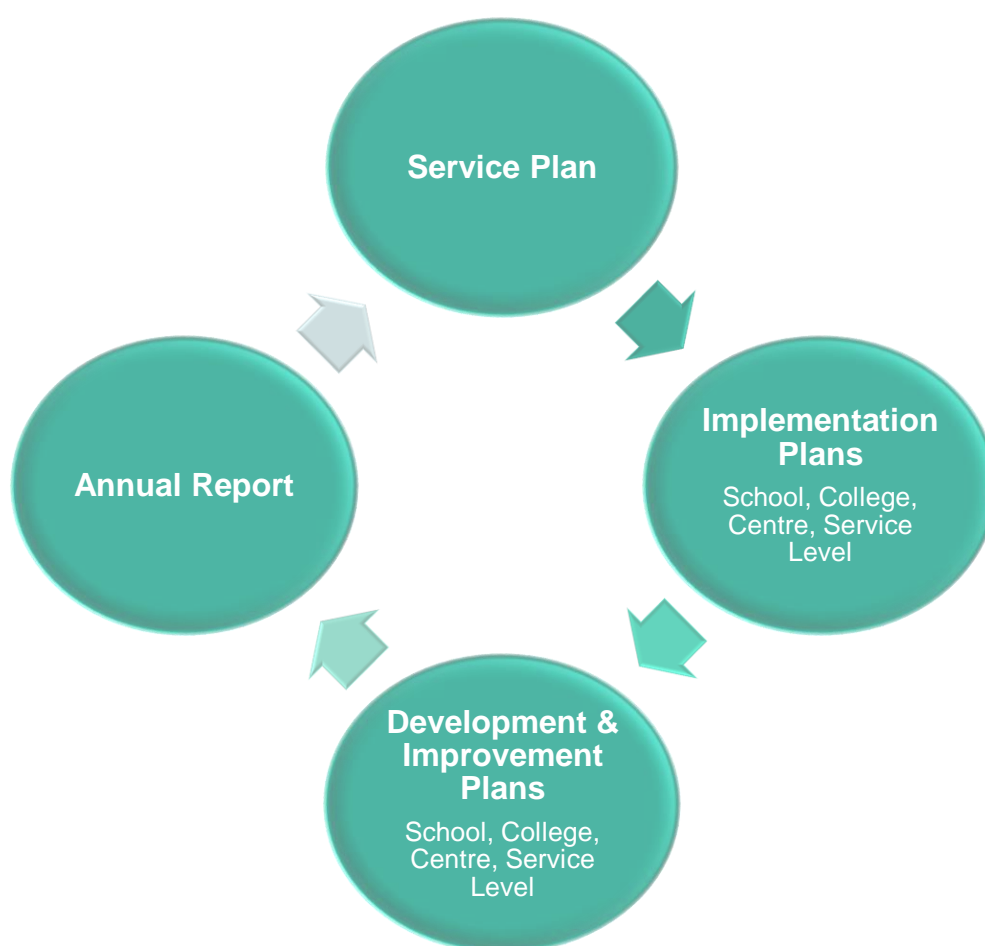 Service Plan
Implementation
Plans
School, College,
Centre, Service
Level
Development &
Improvement
Plans
School, College,
Centre, Service
Level
Annual Report